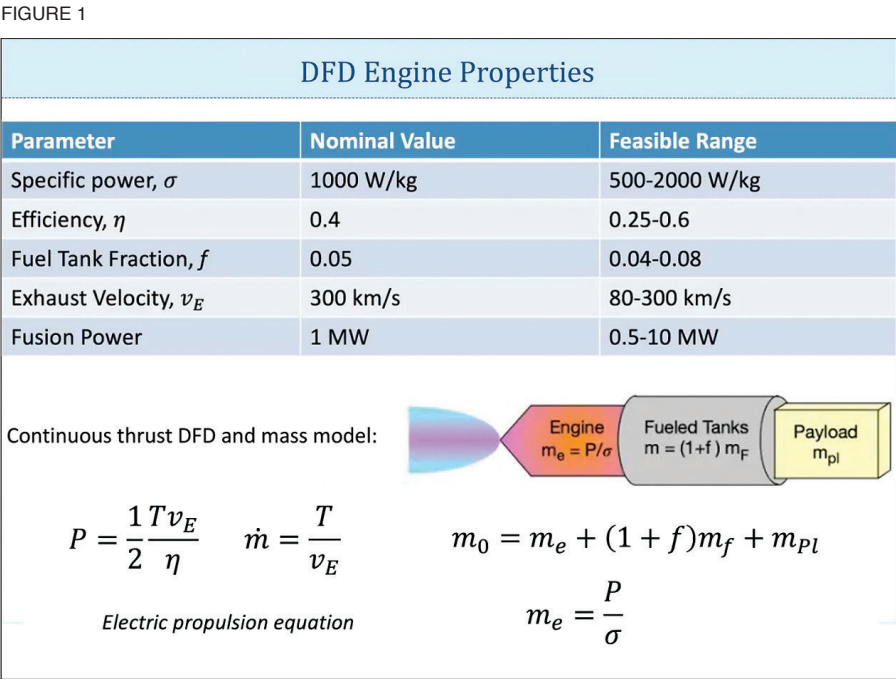 FIGURE 1
DFD Engine Properties
Parameter Nominal Value Feasible Range
Specific power, σ 1000 W/kg 500-2000 W/kg
Efficiency, η 0.4 0.25-0.6
Fuel Tank Fraction, f 0.05 0.04-0.08
Exhaust Velocity, v_E 300 km/s 80-300 km/s
Fusion Power 1 MW 0.5-10 MW
Continuous thrust DFD and mass model:
Engine
m_e = P/σ
Fueled Tanks
m = (1+f) m_F
Payload
m_pl
P = 1/2 Tv_E/η ṁ = T/v_E
m_0 = m_e + (1 + f)m_f + m_Pl
Electric propulsion equation
m_e = P/σ